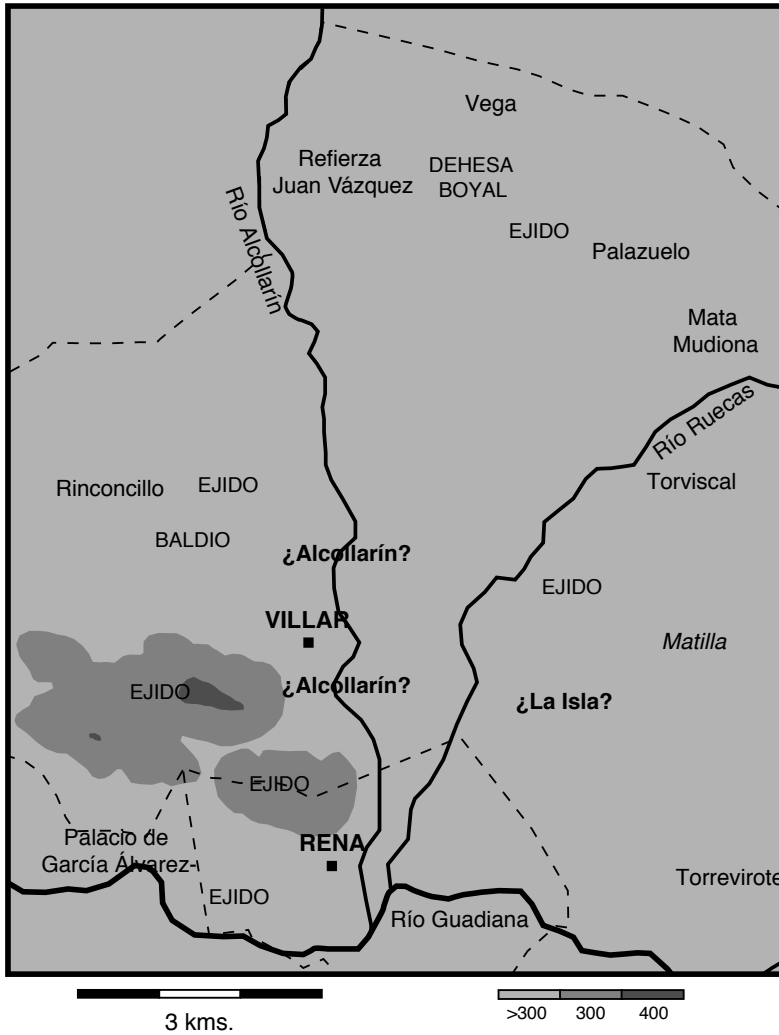 Vega
Refierza
Juan Vázquez
DEHESA
BOYAL
Río Alcollarín
EJIDO
Palazuelo
Mata
Mudiona
Río Ruecas
Torviscal
Rinconcillo
EJIDO
BALDIO
¿Alcollarín?
EJIDO
VILLAR
Matilla
EJIDO
¿Alcollarín?
¿La Isla?
EJIDO
RENA
Palacio de
García Álvarez-
EJIDO
Torrevirote
Río Guadiana
3 kms.
>300
300
400